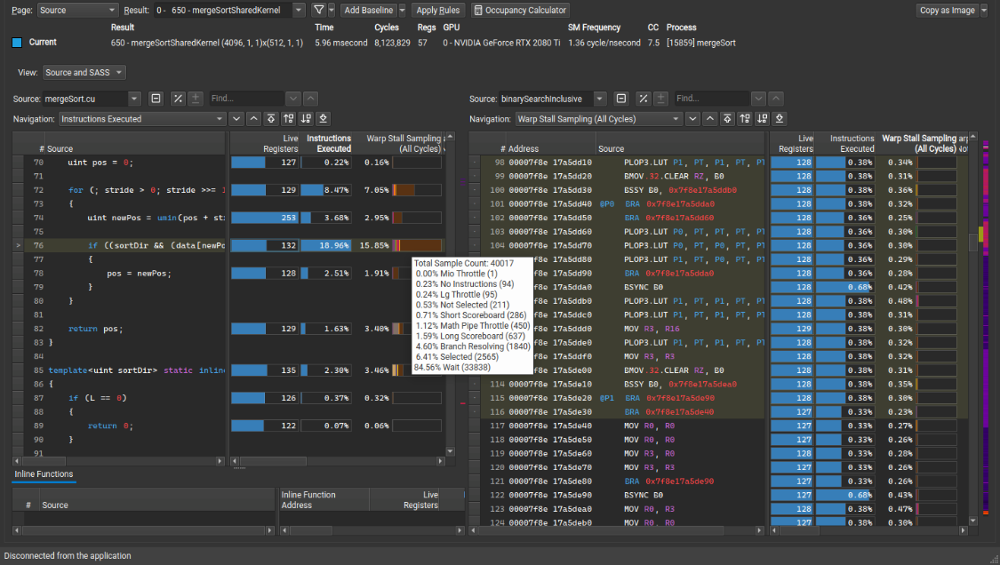 Page: Source Result: 0 - 650 - mergeSortSharedKernel Add Baseline Apply Rules Occupancy Calculator Copy as Image
Result Time Cycles Regs GPU SM Frequency CC Process
Current 650 - mergeSortSharedKernel (4096, 1, 1)x(512, 1, 1) 5.96 msecond 8,123,829 57 0 - NVIDIA GeForce RTX 2080 Ti 1.36 cycle/nsecond 7.5 [15859] mergeSort
View: Source and SASS
Source: mergeSort.cu Find...
Navigation: Instructions Executed
# Source Live Registers Instructions Executed Warp Stall Sampling (All Cycles)
70 uint pos = 0; 127 0.22% 0.16%
71
72 for (; stride > 0; stride >>= 129 8.47% 7.05%
73 {
74 uint newPos = umin(pos + st 253 3.68% 2.95%
75
76 if ((sortDir && (data[newPo 132 18.96% 15.85%
77 {
78 pos = newPos; 128 2.51% 1.91%
79 }
80 }
81
82 return pos; 129 1.63% 3.40%
83 }
84
85 template<uint sortDir> static inline 135 2.30% 3.46%
86 {
87 if (L == 0) 126 0.37% 0.32%
88 {
89 return 0; 122 0.07% 0.06%
90 }
91
Total Sample Count: 40017
0.00% Mio Throttle (1)
0.23% No Instructions (94)
0.24% Lg Throttle (95)
0.53% Not Selected (211)
0.71% Short Scoreboard (286)
1.12% Math Pipe Throttle (450)
1.59% Long Scoreboard (637)
4.60% Branch Resolving (1840)
6.41% Selected (2565)
84.56% Wait (33838)
Inline Functions
# Source Inline Function Address Live Registers
Source: binarySearchInclusive Find...
Navigation: Warp Stall Sampling (All Cycles)
# Address Source Live Registers Instructions Executed Warp Stall Sampling (All Cycles)
98 00007f8e 17a5dd10 PLOP3.LUT P1, PT, P1, PT, PT 128 0.38% 0.34%
99 00007f8e 17a5dd20 BMOV.32.CLEAR RZ, B0 128 0.38% 0.31%
100 00007f8e 17a5dd30 BSSY B0, 0x7f8e17a5ddb0 128 0.38% 0.36%
101 00007f8e 17a5dd40 @P0 BRA 0x7f8e17a5dda0 128 0.38% 0.32%
102 00007f8e 17a5dd50 BRA 0x7f8e17a5dd60 128 0.36% 0.25%
103 00007f8e 17a5dd60 PLOP3.LUT P0, PT, PT, PT, PT 128 0.36% 0.30%
104 00007f8e 17a5dd70 PLOP3.LUT P0, PT, P0, PT, PT 128 0.36% 0.30%
105 00007f8e 17a5dd80 PLOP3.LUT P1, PT, P0, PT, PT 128 0.36% 0.29%
106 00007f8e 17a5dd90 BRA 0x7f8e17a5dda0 128 0.36% 0.28%
17a5dda0 BSYNC B0 128 0.68% 0.42%
17a5ddb0 PLOP3.LUT P1, PT, P1, PT, PT 128 0.38% 0.48%
17a5ddc0 PLOP3.LUT P1, PT, P1, PT, PT 128 0.38% 0.31%
17a5ddd0 MOV R3, R16 129 0.38% 0.30%
17a5dde0 PLOP3.LUT P1, PT, P1, PT, PT 128 0.38% 0.32%
17a5ddf0 MOV R3, R3 128 0.38% 0.32%
17a5de00 BMOV.32.CLEAR RZ, B0 128 0.38% 0.31%
114 00007f8e 17a5de10 BSSY B0, 0x7f8e17a5dea0 128 0.38% 0.35%
115 00007f8e 17a5de20 @P1 BRA 0x7f8e17a5de90 128 0.38% 0.30%
116 00007f8e 17a5de30 BRA 0x7f8e17a5de40 128 0.33% 0.23%
117 00007f8e 17a5de40 MOV R0, R0 127 0.33% 0.27%
118 00007f8e 17a5de50 MOV R0, R0 127 0.33% 0.26%
119 00007f8e 17a5de60 MOV R3, R0 128 0.33% 0.28%
120 00007f8e 17a5de70 MOV R3, R3 127 0.33% 0.26%
121 00007f8e 17a5de80 BRA 0x7f8e17a5de90 127 0.33% 0.26%
122 00007f8e 17a5de90 BSYNC B0 127 0.68% 0.43%
123 00007f8e 17a5dea0 MOV R0, R3 128 0.38% 0.47%
124 00007f8e 17a5deb0 MOV R0, R0 127 0.38% 0.30%
Disconnected from the application